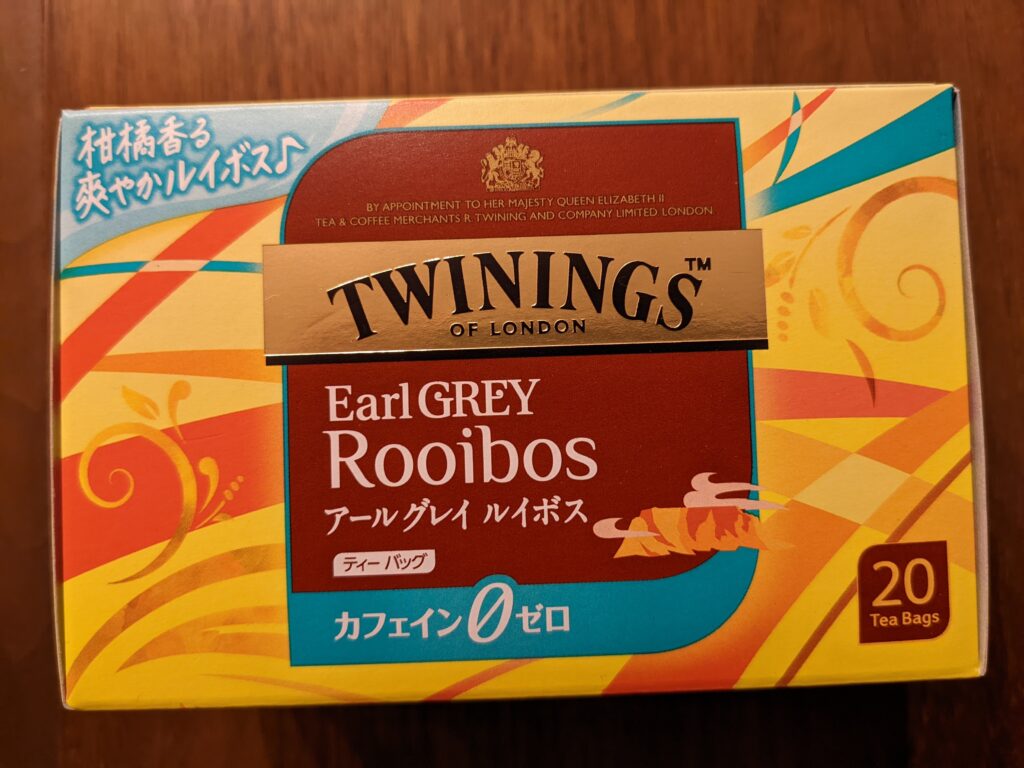 柑橘香る
爽やかルイボス♪
BY APPOINTMENT TO HER MAJESTY QUEEN ELIZABETH II
TEA & COFFEE MERCHANTS R. TWINING AND COMPANY LIMITED LONDON
TWININGS™
OF LONDON
Earl GREY
Rooibos
アールグレイ ルイボス
ティーバッグ
カフェイン0ゼロ
20
Tea Bags